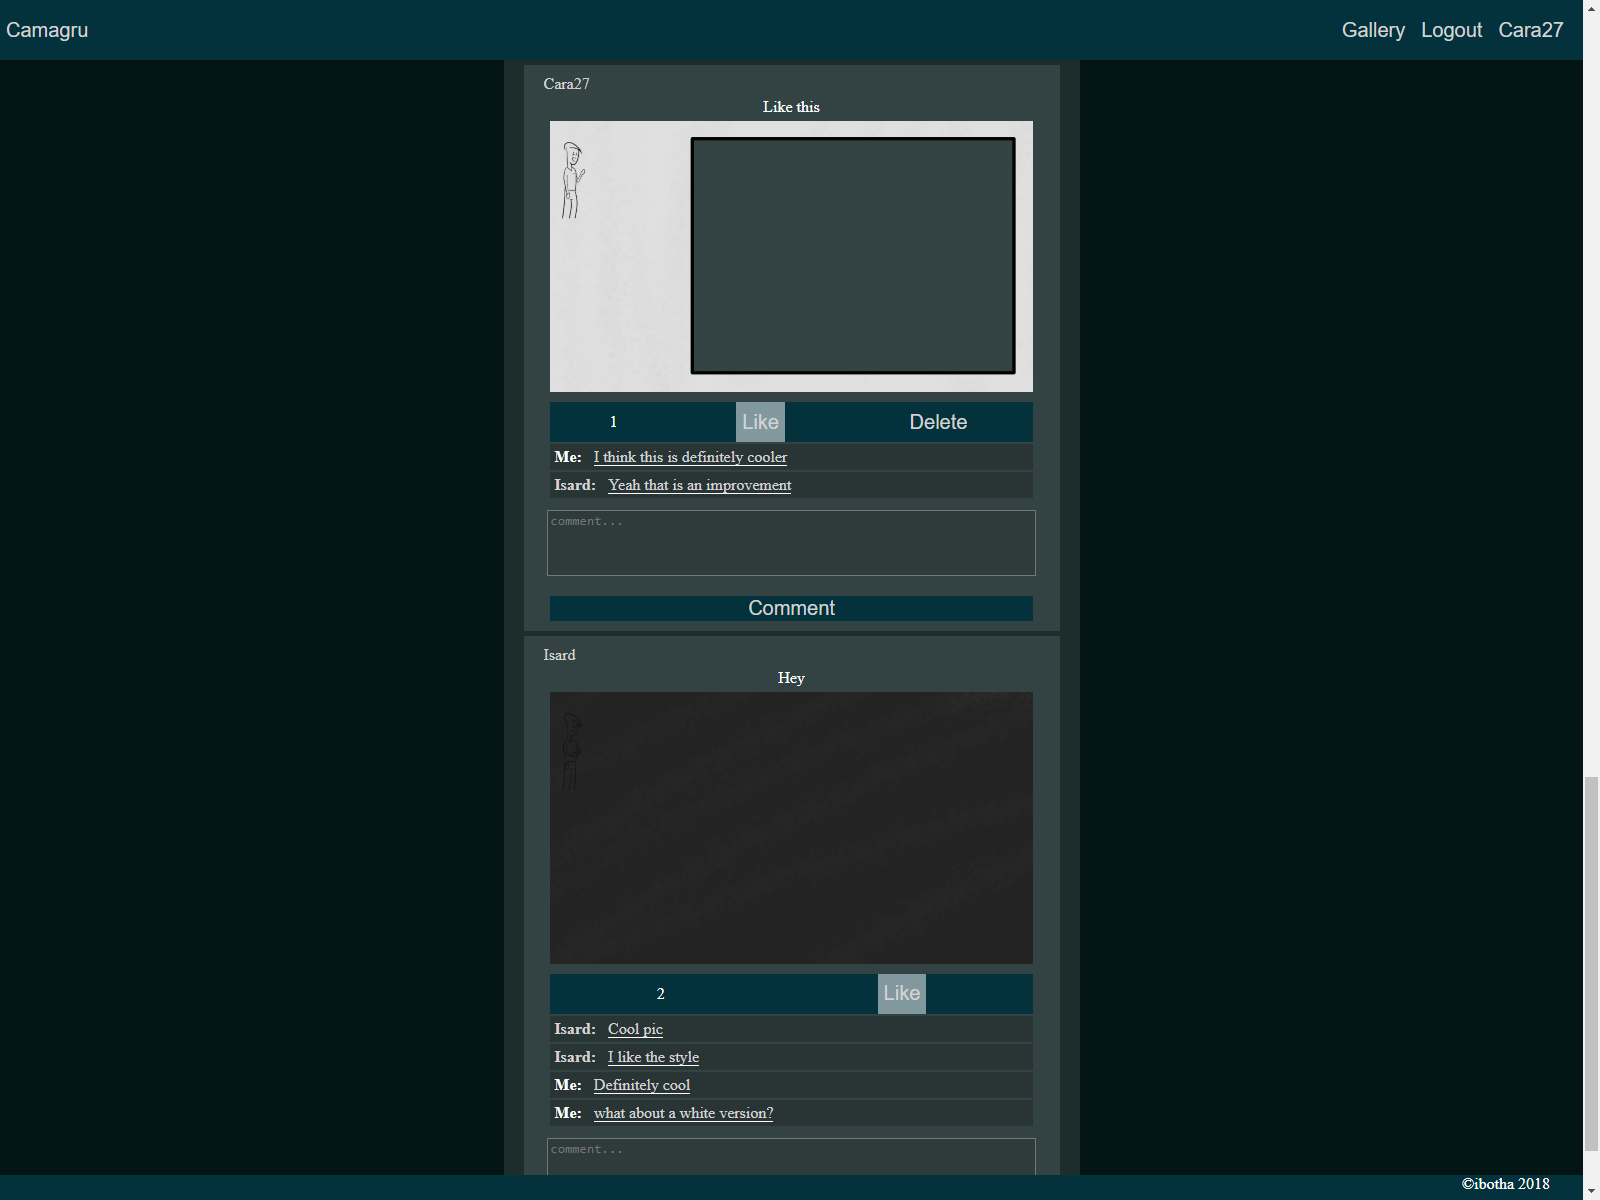 Camagru
Gallery Logout Cara27
Cara27
Like this
1 Like Delete
Me: I think this is definitely cooler
Isard: Yeah that is an improvement
comment...
Comment
Isard
Hey
2 Like
Isard: Cool pic
Isard: I like the style
Me: Definitely cool
Me: what about a white version?
comment...
©ibotha 2018